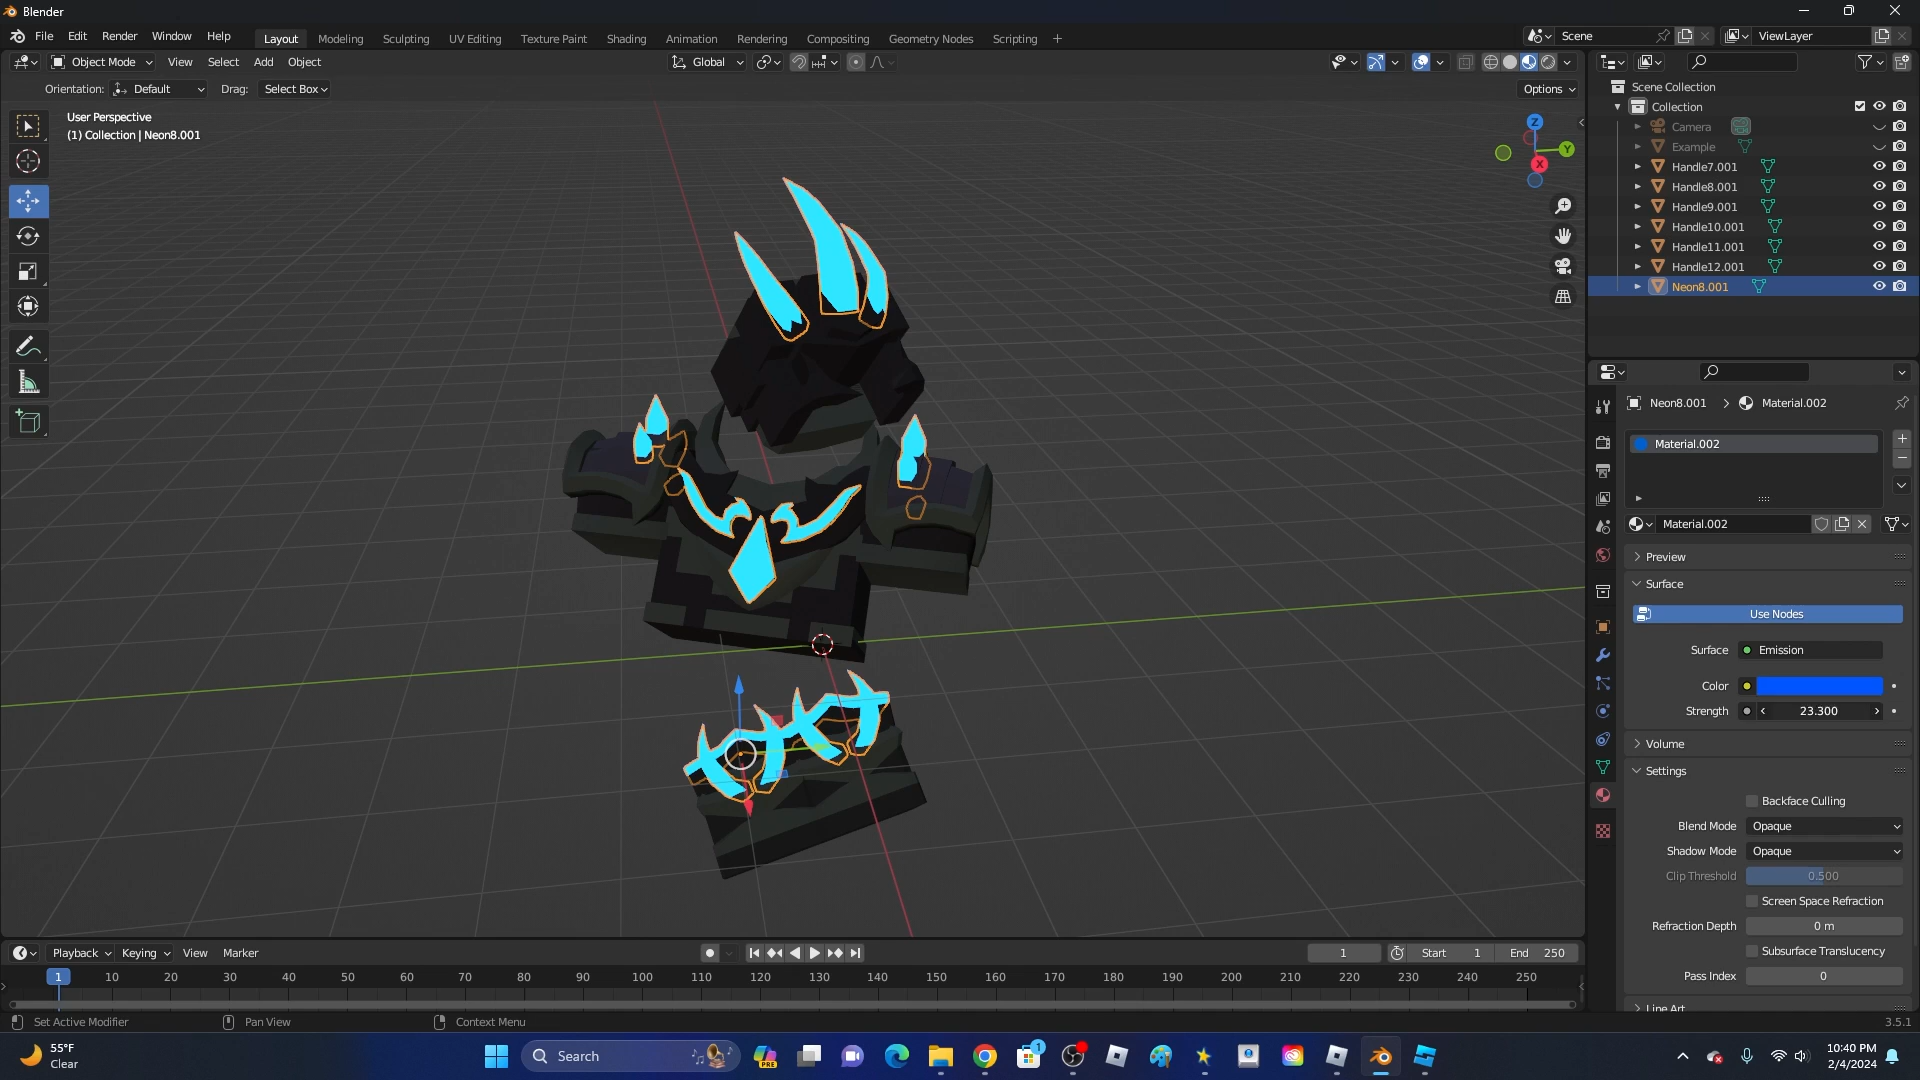 Blender
File Edit Render Window Help
Layout Modeling Sculpting UV Editing Texture Paint Shading Animation Rendering Compositing Geometry Nodes Scripting +
Scene ViewLayer
Object Mode View Select Add Object
Global
Orientation: Default Drag: Select Box
Options
User Perspective
(1) Collection | Neon8.001
Z
Y
X
Scene Collection
Collection
Camera
Example
Handle7.001
Handle8.001
Handle9.001
Handle10.001
Handle11.001
Handle12.001
Neon8.001
Neon8.001 > Material.002
Material.002
Material.002
Preview
Surface
Use Nodes
Surface Emission
Color
Strength 23.300
Volume
Settings
Backface Culling
Blend Mode Opaque
Shadow Mode Opaque
Clip Threshold 0.500
Screen Space Refraction
Refraction Depth 0 m
Subsurface Translucency
Pass Index 0
Line Art
Playback Keying View Marker
1 Start 1 End 250
1 10 20 30 40 50 60 70 80 90 100 110 120 130 140 150 160 170 180 190 200 210 220 230 240 250
Set Active Modifier Pan View Context Menu
3.5.1
55°F
Clear
Search
PRE
1
10:40 PM
2/4/2024